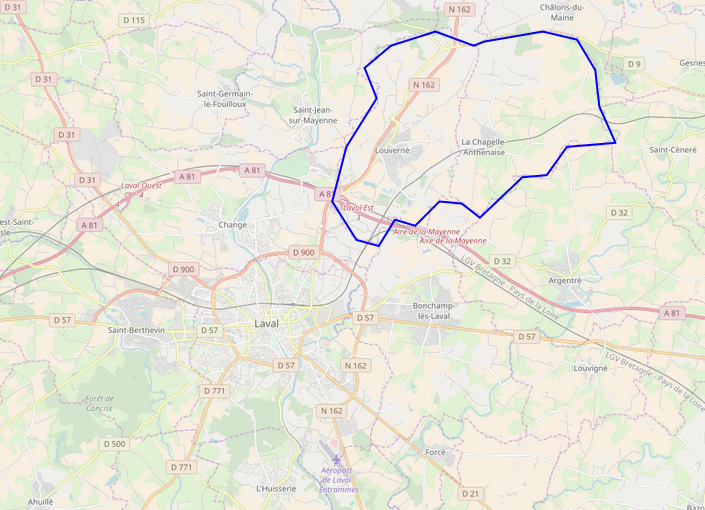 D 31
D 115
N 162
Châlons-du-
Maine
D 31
D 9
Gesnes
N 162
Saint-Germain-
le-Fouilloux
Saint-Jean-
sur-Mayenne
D 31
Louverné
La Chapelle-
Anthenaise
Saint-Céneré
D 31
Laval Ouest
4
A 81
A 81
A 81
Laval-Est
3
D 32
A 81
Changé
Aire de la Mayenne
Aire de la Mayenne
est-Saint-
sle
D 900
D 32
D 900
LGV Bretagne - Pays de la Loire
Argentré
D 57
Saint-Berthevin
D 57
Laval
D 57
Bonchamp-
lès-Laval
A 81
D 57
D 57
N 162
LGV Bretagne - Pays de la Loire
Louvigné
Forêt de
Concise
D 771
N 162
D 500
D 771
Forcé
Aéroport
de Laval
Entrammes
L'Huisserie
D 21
Ahuillé
Bazo